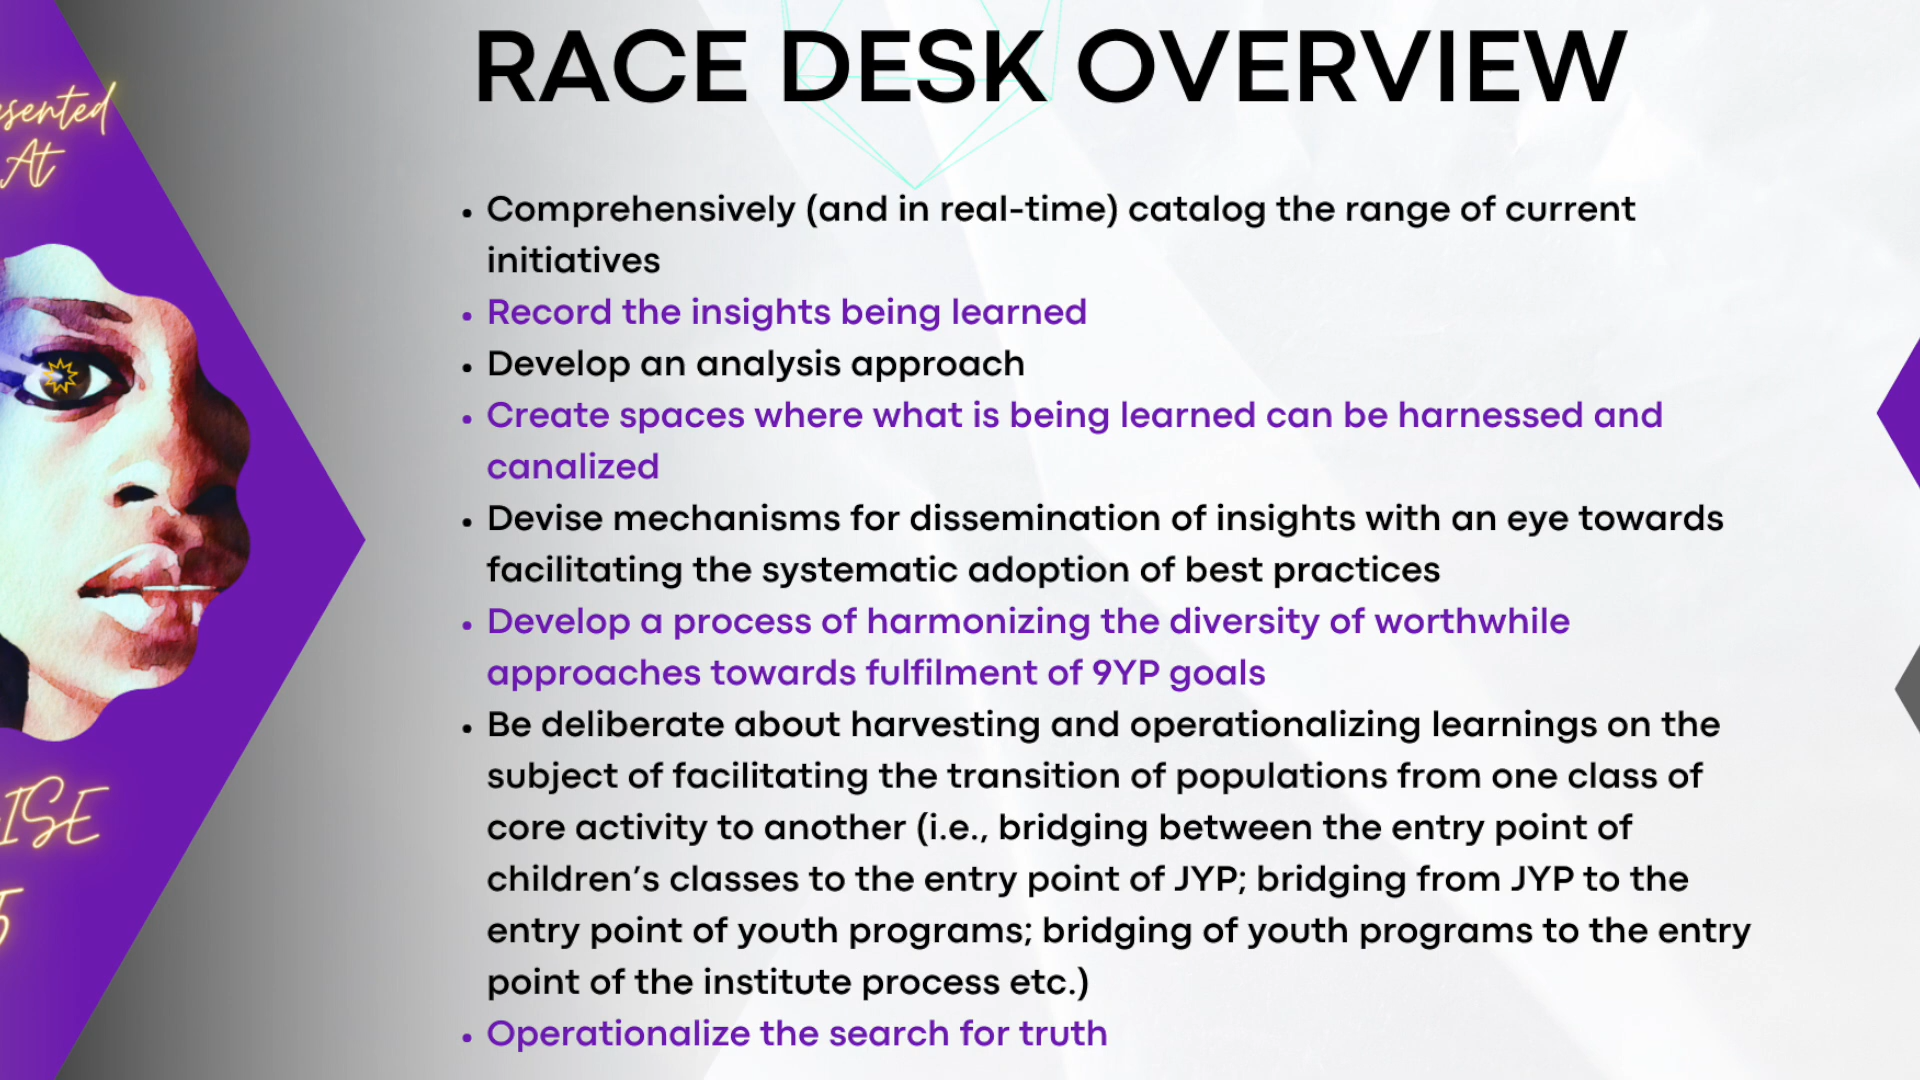 RACE DESK OVERVIEW
At
• Comprehensively (and in real-time) catalog the range of current
initiatives
• Record the insights being learned
• Develop an analysis approach
• Create spaces where what is being learned can be harnessed and
canalized
• Devise mechanisms for dissemination of insights with an eye towards
facilitating the systematic adoption of best practices
• Develop a process of harmonizing the diversity of worthwhile
approaches towards fulfilment of 9YP goals
• Be deliberate about harvesting and operationalizing learnings on the
subject of facilitating the transition of populations from one class of
core activity to another (i.e., bridging between the entry point of
children’s classes to the entry point of JYP; bridging from JYP to the
entry point of youth programs; bridging of youth programs to the entry
point of the institute process etc.)
• Operationalize the search for truth